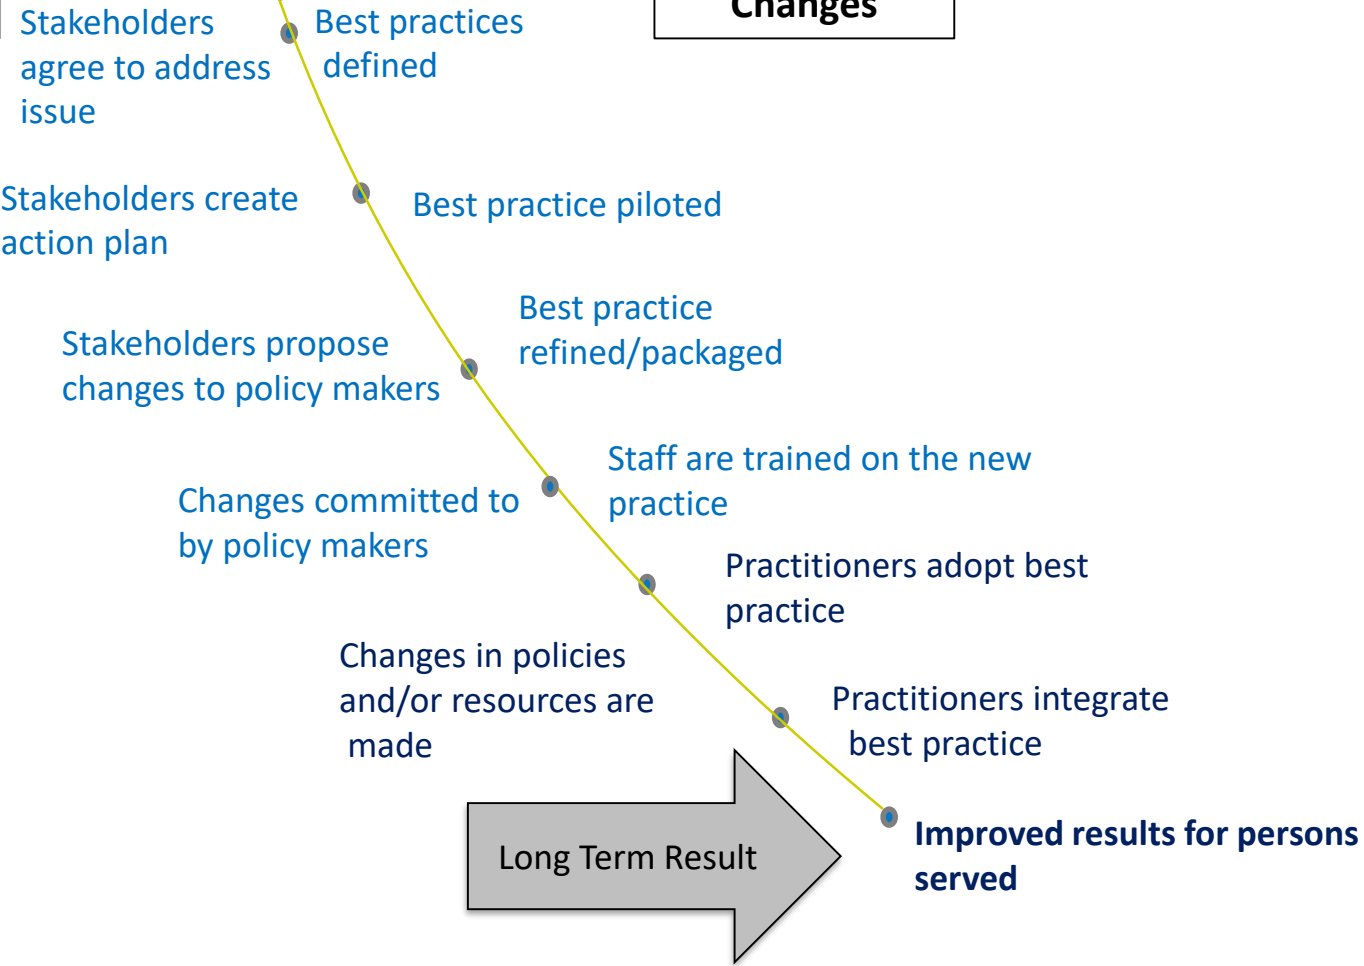 Changes
Stakeholders
agree to address
issue
Best practices
defined
Stakeholders create
action plan
Best practice piloted
Best practice
refined/packaged
Stakeholders propose
changes to policy makers
Staff are trained on the new
practice
Changes committed to
by policy makers
Practitioners adopt best
practice
Changes in policies
and/or resources are
made
Practitioners integrate
best practice
Long Term Result
Improved results for persons
served